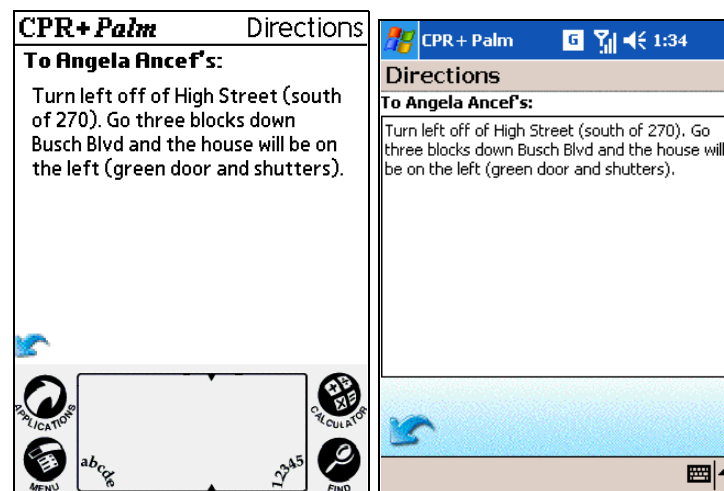 CPR+ Palm Directions
To Angela Ancef's:
Turn left off of High Street (south
of 270). Go three blocks down
Busch Blvd and the house will be on
the left (green door and shutters).
APPLICATIONS
CALCULATOR
MENU
abcde
12345
FIND
CPR+ Palm G 1:34
Directions
To Angela Ancef's:
Turn left off of High Street (south of 270). Go
three blocks down Busch Blvd and the house will
be on the left (green door and shutters).